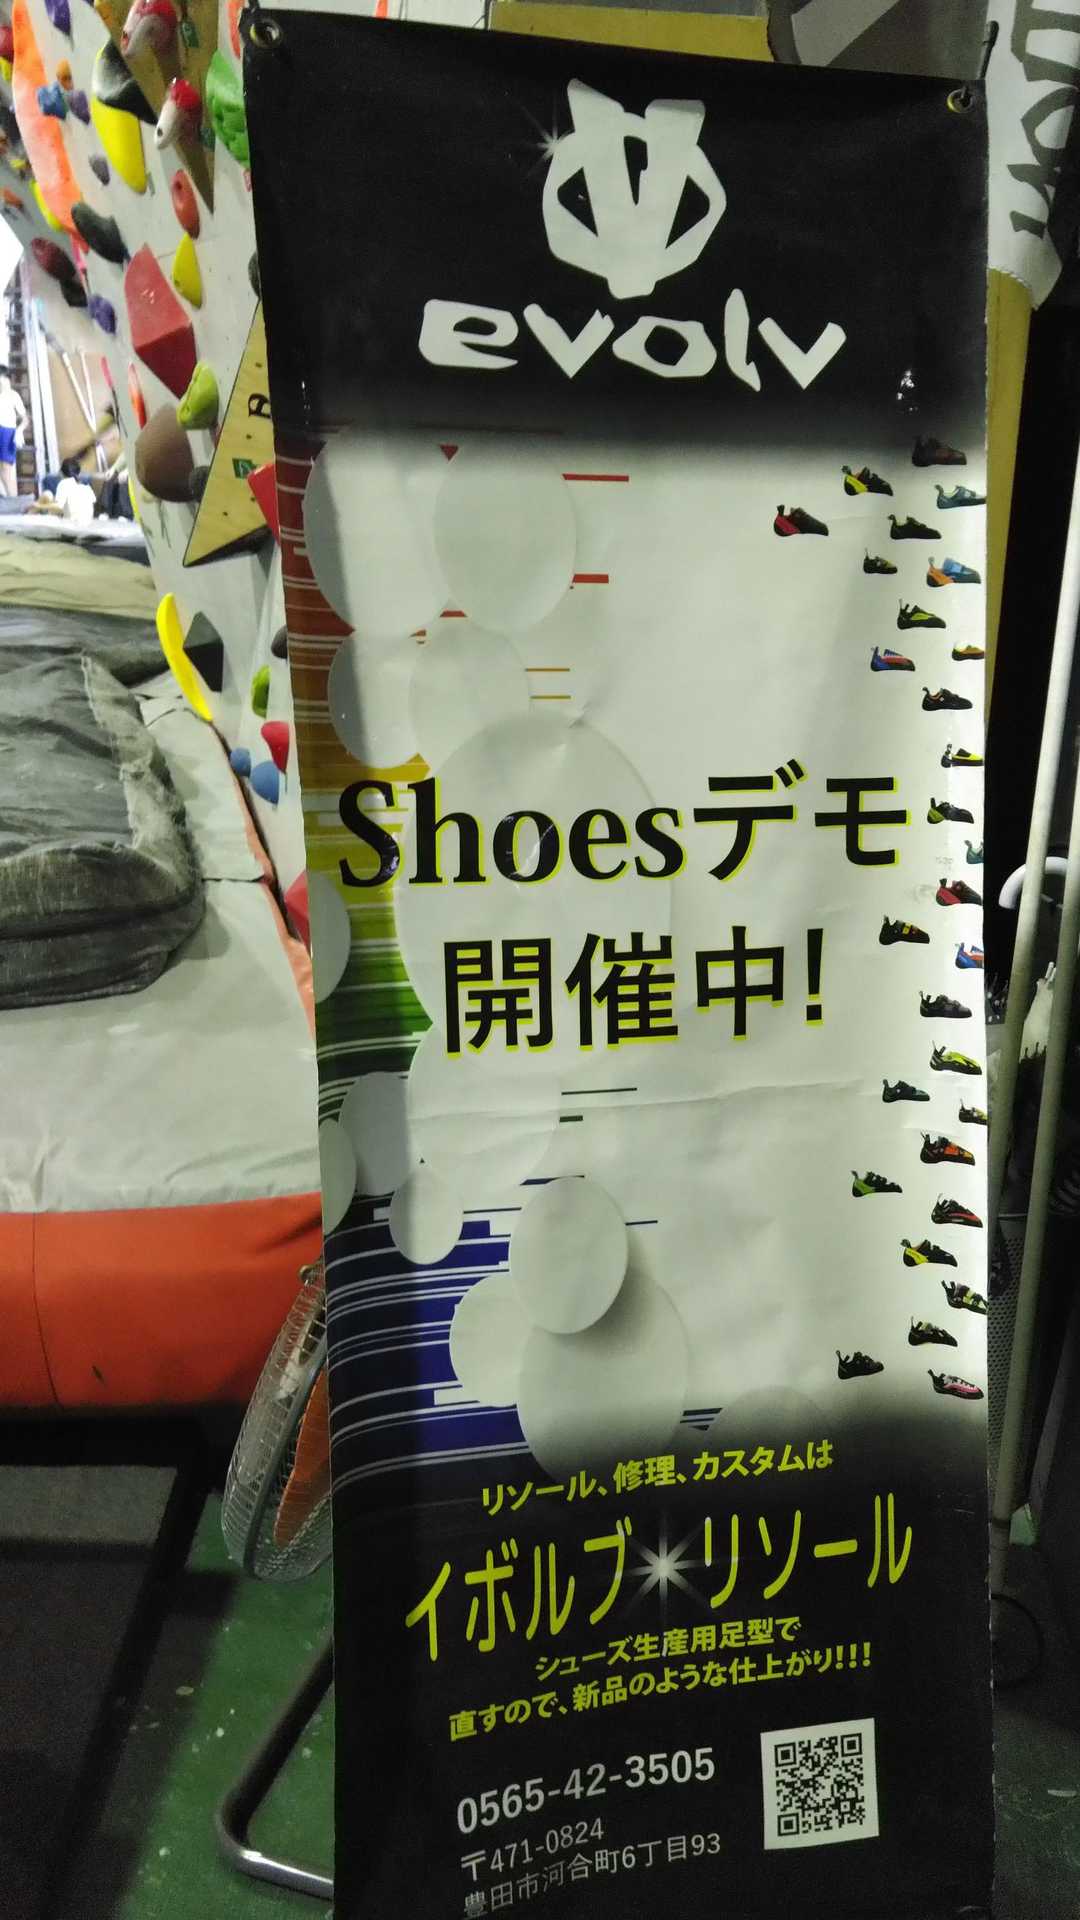 evolv
Shoesデモ
開催中!
リソール、修理、カスタムは
イボルブ リソール
シューズ生産用足型で
直すので、新品のような仕上がり!!!
0565-42-3505
〒471-0824
豊田市河合町6丁目93